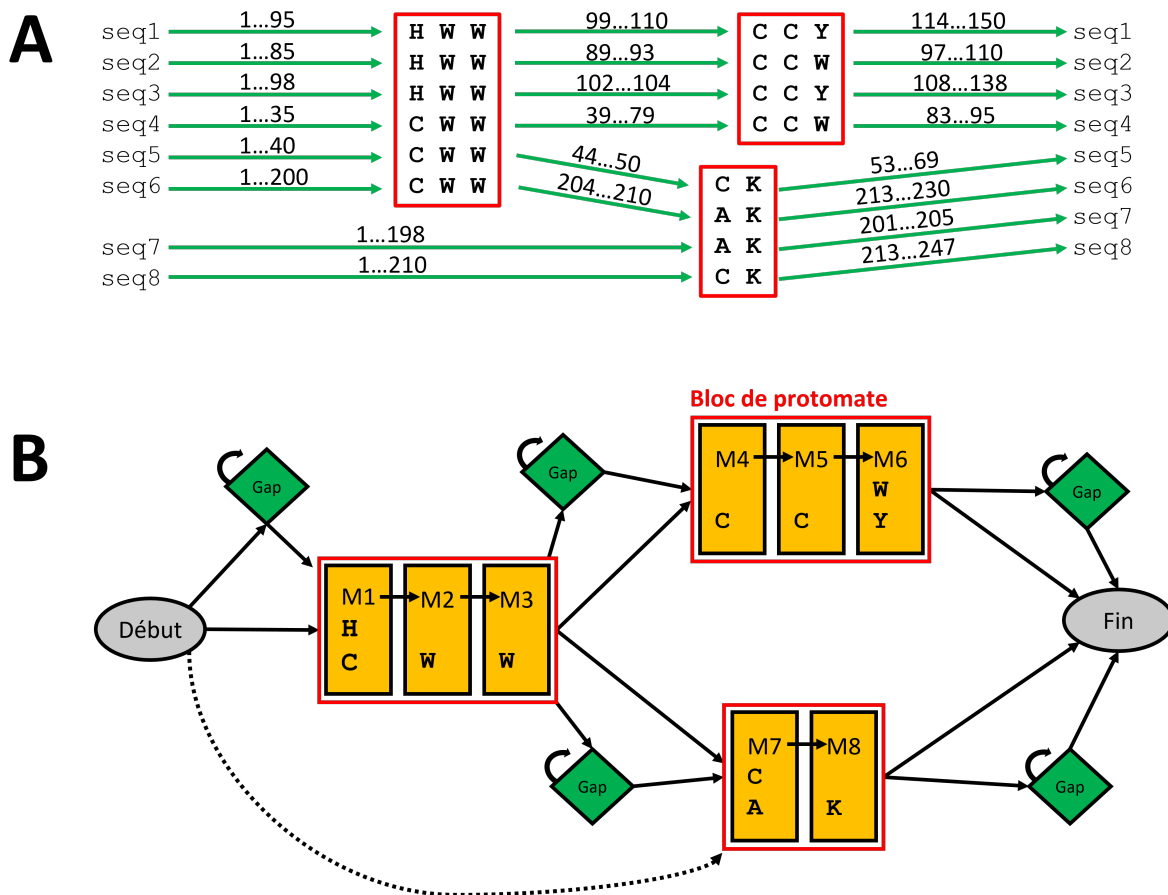 A
seq1 1...95 H W W 99...110 C C Y 114...150 seq1
seq2 1...85 H W W 89...93 C C W 97...110 seq2
seq3 1...98 H W W 102...104 C C Y 108...138 seq3
seq4 1...35 C W W 39...79 C C W 83...95 seq4
seq5 1...40 C W W 44...50 C K 53...69 seq5
seq6 1...200 C W W 204...210 A K 213...230 seq6
seq7 1...198 A K 201...205 seq7
seq8 1...210 C K 213...247 seq8
B
Bloc de protomate
Gap
Gap
M4 M5 M6
W
C C Y
Gap
Début
M1 M2 M3
H
C W W
Fin
Gap
M7 M8
C
A K
Gap